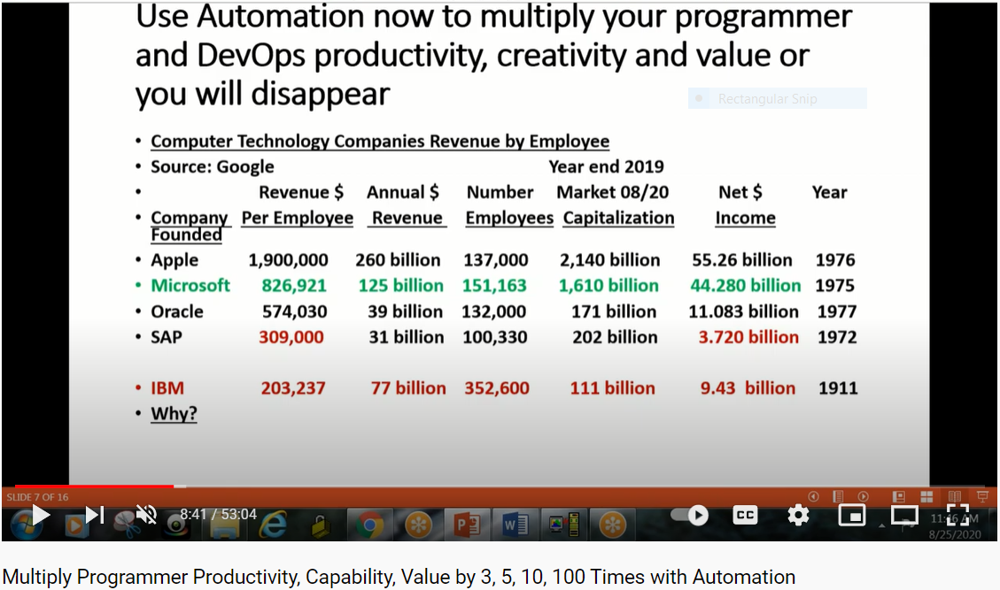 Use Automation now to multiply your programmer
and DevOps productivity, creativity and value or
you will disappear
Rectangular Snip
• Computer Technology Companies Revenue by Employee
• Source: Google Year end 2019
• Revenue $ Annual $ Number Market 08/20 Net $ Year
• Company Per Employee Revenue Employees Capitalization Income
Founded
• Apple 1,900,000 260 billion 137,000 2,140 billion 55.26 billion 1976
• Microsoft 826,921 125 billion 151,163 1,610 billion 44.280 billion 1975
• Oracle 574,030 39 billion 132,000 171 billion 11.083 billion 1977
• SAP 309,000 31 billion 100,330 202 billion 3.720 billion 1972
• IBM 203,237 77 billion 352,600 111 billion 9.43 billion 1911
• Why?
SLIDE 7 OF 16
8:41 / 53:04
CC
11:16 AM
8/25/2020
Multiply Programmer Productivity, Capability, Value by 3, 5, 10, 100 Times with Automation